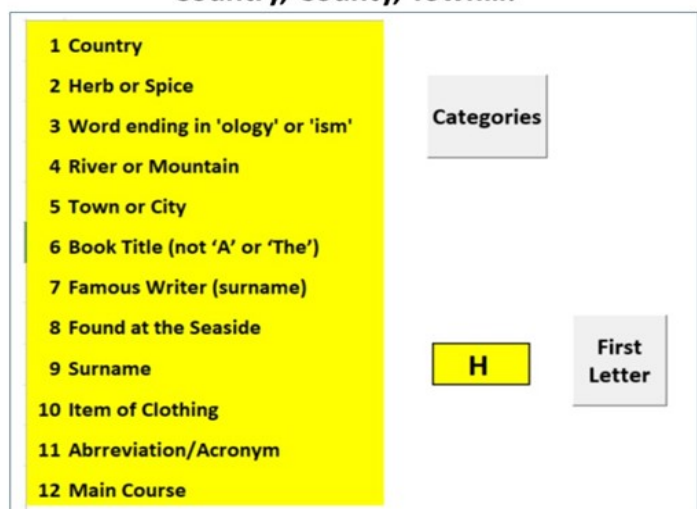 1 Country
2 Herb or Spice
3 Word ending in 'ology' or 'ism'
4 River or Mountain
5 Town or City
6 Book Title (not ‘A’ or ‘The’)
7 Famous Writer (surname)
8 Found at the Seaside
9 Surname
10 Item of Clothing
11 Abrreviation/Acronym
12 Main Course
Categories
H
First
Letter